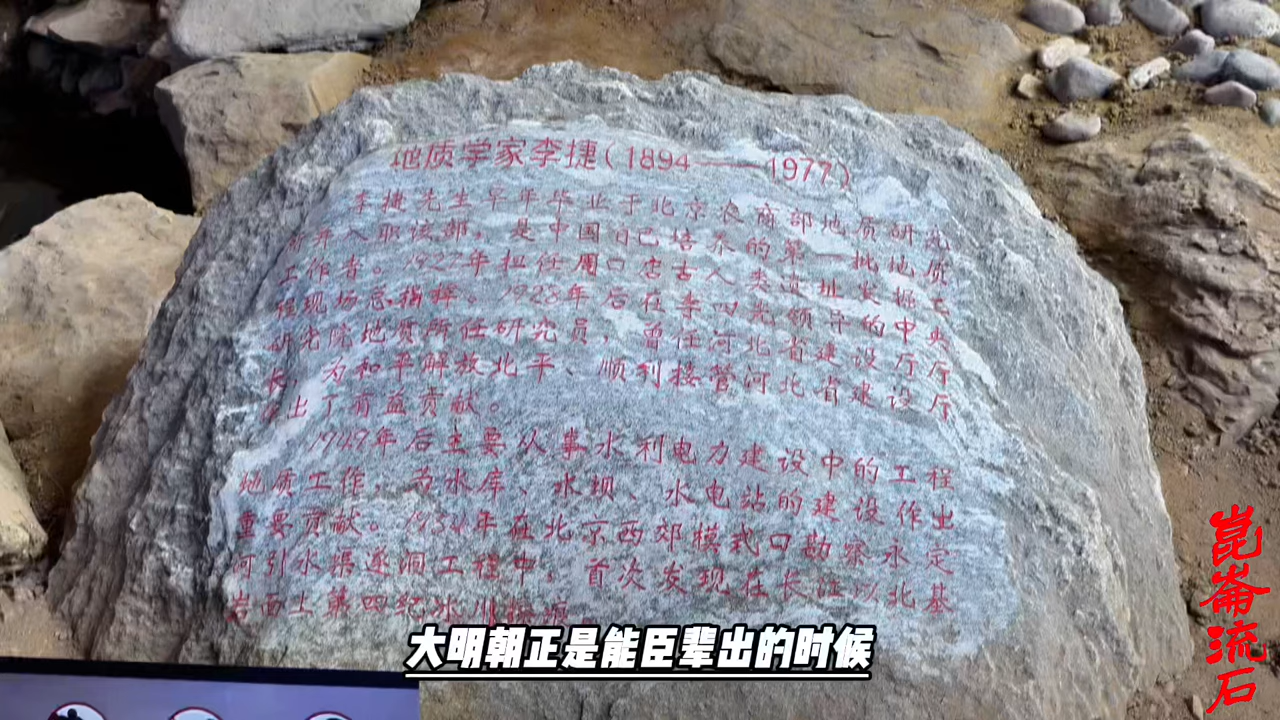 地质学家李捷(1894——1977)
李捷先生早年毕业于北京农商部地质研究
所并入职该部，是中国自己培养的第一批地质
工作者。1927年担任周口店古人类遗址发掘工
程现场总指挥。1928年后在李四光领导的中央
研究院地质所任研究员，曾任河北省建设厅厅
长，为和平解放北平、顺利接管河北省建设厅
作出了有益贡献。
1949年后主要从事水利电力建设中的工程
地质工作，为水库、水坝、水电站的建设作出
重要贡献。1954年在北京西郊模式口勘察永定
河引水渠遂洞工程中，首次发现在长江以北基
岩面上第四纪冰川擦痕。
大明朝正是能臣辈出的时候
崑崙流石